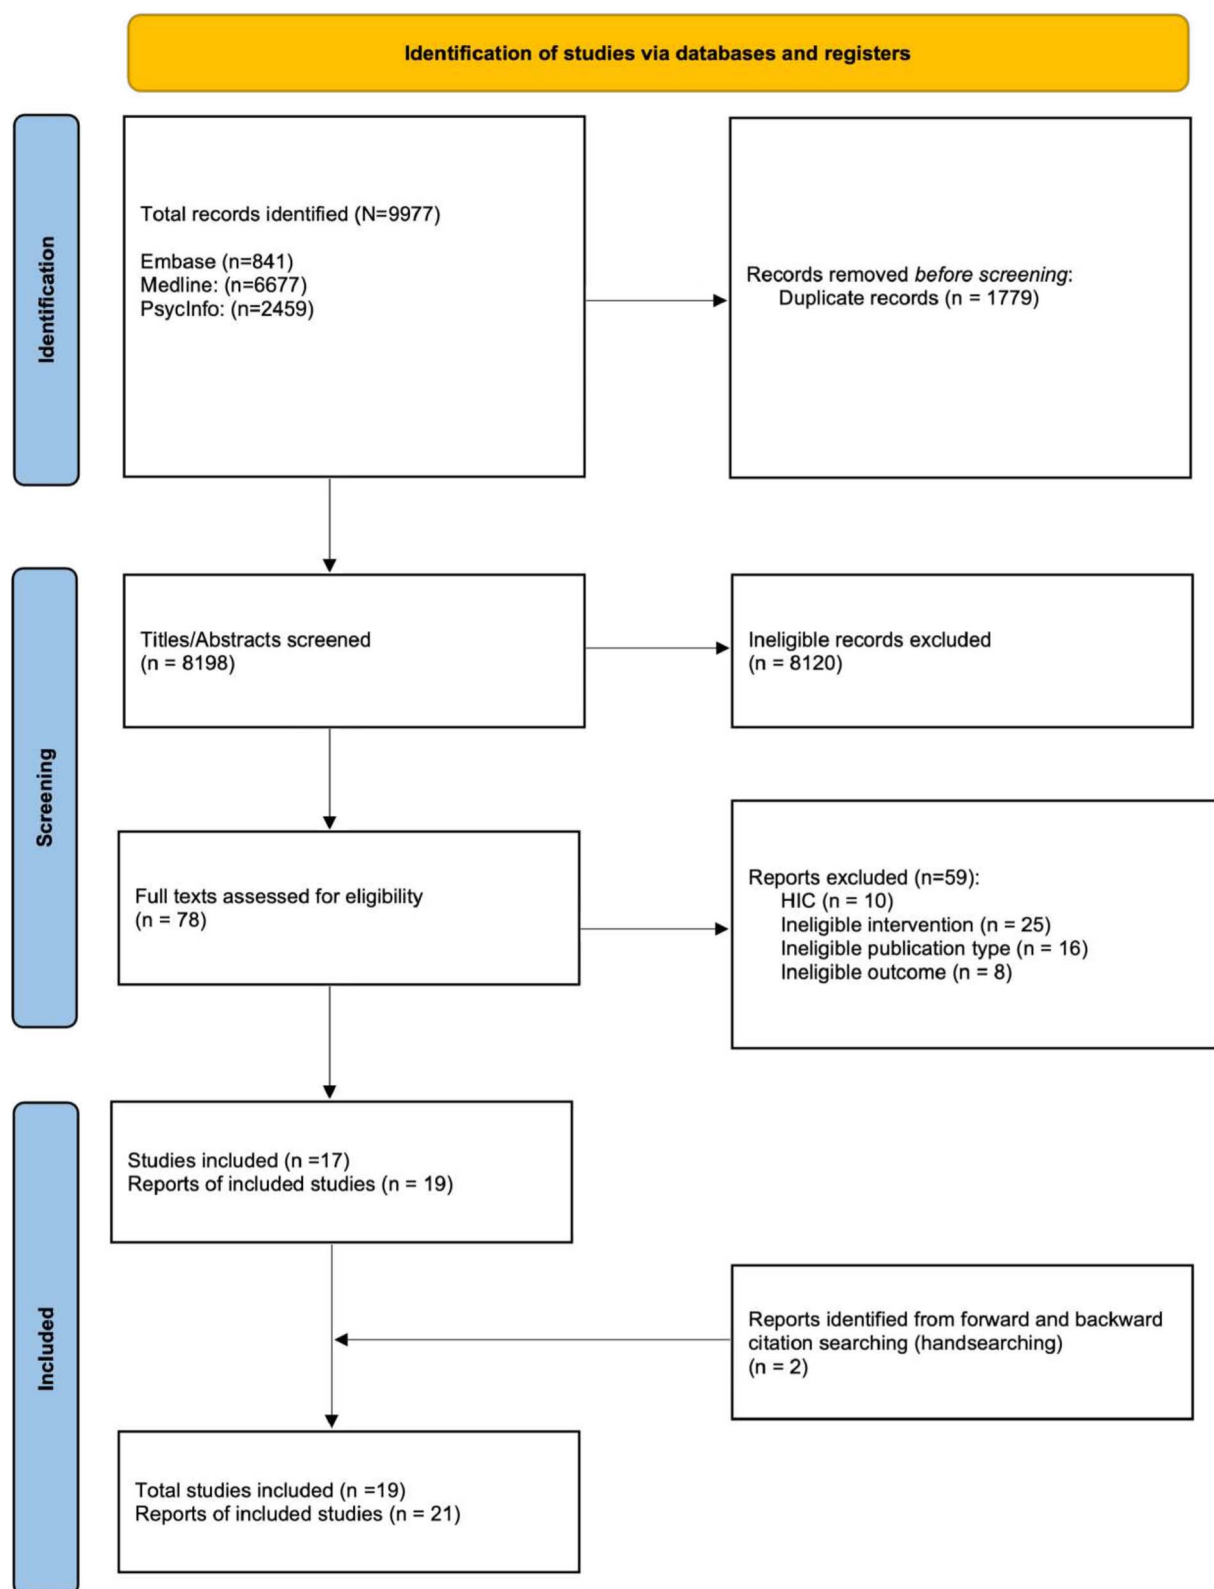 Identification of studies via databases and registers
Identification
Total records identified (N=9977)
Embase (n=841)
Medline: (n=6677)
PsycInfo: (n=2459)
Records removed before screening:
Duplicate records (n = 1779)
Screening
Titles/Abstracts screened
(n = 8198)
Ineligible records excluded
(n = 8120)
Full texts assessed for eligibility
(n = 78)
Reports excluded (n=59):
HIC (n = 10)
Ineligible intervention (n = 25)
Ineligible publication type (n = 16)
Ineligible outcome (n = 8)
Included
Studies included (n =17)
Reports of included studies (n = 19)
Reports identified from forward and backward
citation searching (handsearching)
(n = 2)
Total studies included (n =19)
Reports of included studies (n = 21)